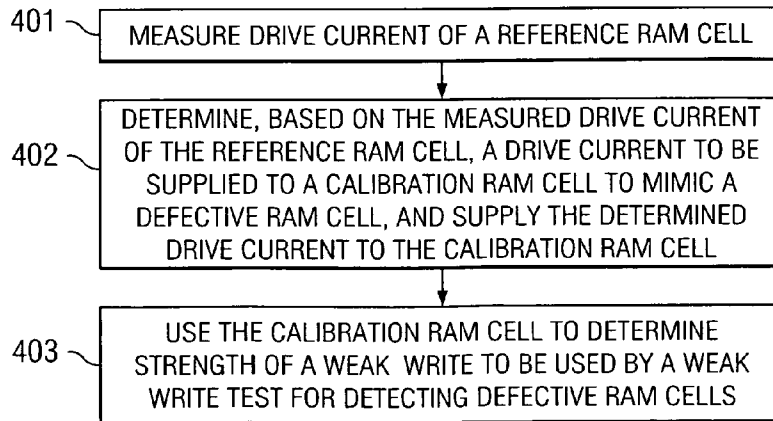 401
MEASURE DRIVE CURRENT OF A REFERENCE RAM CELL
402
DETERMINE, BASED ON THE MEASURED DRIVE CURRENT
OF THE REFERENCE RAM CELL, A DRIVE CURRENT TO BE
SUPPLIED TO A CALIBRATION RAM CELL TO MIMIC A
DEFECTIVE RAM CELL, AND SUPPLY THE DETERMINED
DRIVE CURRENT TO THE CALIBRATION RAM CELL
403
USE THE CALIBRATION RAM CELL TO DETERMINE
STRENGTH OF A WEAK WRITE TO BE USED BY A WEAK
WRITE TEST FOR DETECTING DEFECTIVE RAM CELLS